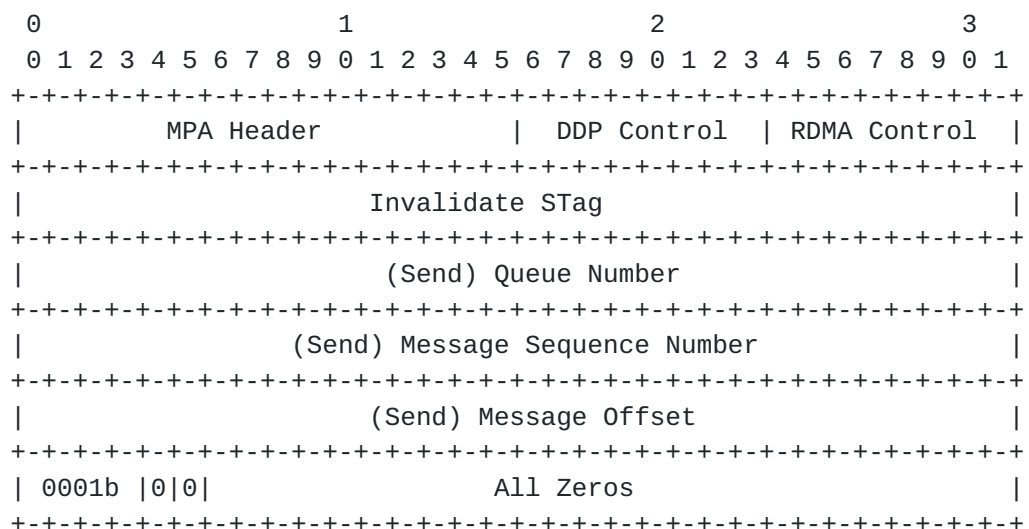 0                   1                   2                   3
 0 1 2 3 4 5 6 7 8 9 0 1 2 3 4 5 6 7 8 9 0 1 2 3 4 5 6 7 8 9 0 1
+-+-+-+-+-+-+-+-+-+-+-+-+-+-+-+-+-+-+-+-+-+-+-+-+-+-+-+-+-+-+-+-+
|         MPA Header            |  DDP Control  | RDMA Control  |
+-+-+-+-+-+-+-+-+-+-+-+-+-+-+-+-+-+-+-+-+-+-+-+-+-+-+-+-+-+-+-+-+
|                      Invalidate STag                          |
+-+-+-+-+-+-+-+-+-+-+-+-+-+-+-+-+-+-+-+-+-+-+-+-+-+-+-+-+-+-+-+-+
|                       (Send) Queue Number                     |
+-+-+-+-+-+-+-+-+-+-+-+-+-+-+-+-+-+-+-+-+-+-+-+-+-+-+-+-+-+-+-+-+
|                 (Send) Message Sequence Number                |
+-+-+-+-+-+-+-+-+-+-+-+-+-+-+-+-+-+-+-+-+-+-+-+-+-+-+-+-+-+-+-+-+
|                      (Send) Message Offset                    |
+-+-+-+-+-+-+-+-+-+-+-+-+-+-+-+-+-+-+-+-+-+-+-+-+-+-+-+-+-+-+-+-+
| 0001b |0|0|                  All Zeros                        |
+-+-+-+-+-+-+-+-+-+-+-+-+-+-+-+-+-+-+-+-+-+-+-+-+-+-+-+-+-+-+-+-+